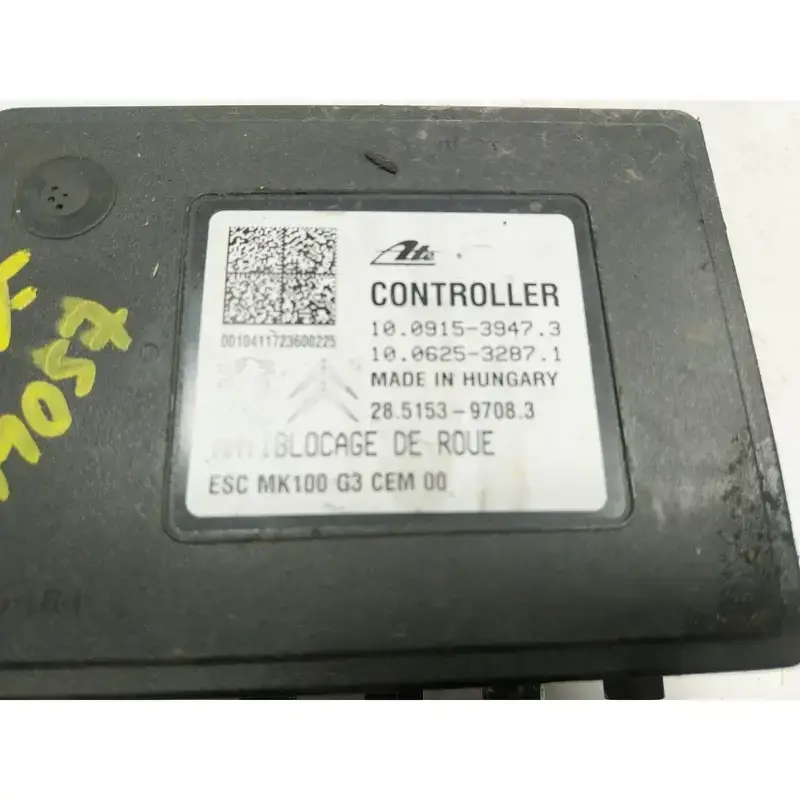 Ate
CONTROLLER
10.0915-3947.3
10.0625-3287.1
0010411723600225
MADE IN HUNGARY
28.5153-9708.3
ANTIBLOCAGE DE ROUE
ESC MK100 G3 CEM 00